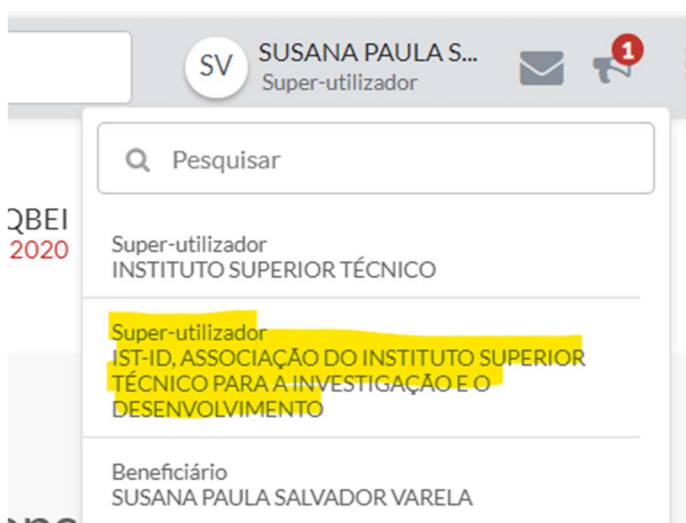 SV
SUSANA PAULA S...
Super-utilizador
1
Pesquisar
QBEI
2020
Super-utilizador
INSTITUTO SUPERIOR TÉCNICO
Super-utilizador
IST-ID, ASSOCIAÇÃO DO INSTITUTO SUPERIOR
TÉCNICO PARA A INVESTIGAÇÃO E O
DESENVOLVIMENTO
Beneficiário
SUSANA PAULA SALVADOR VARELA